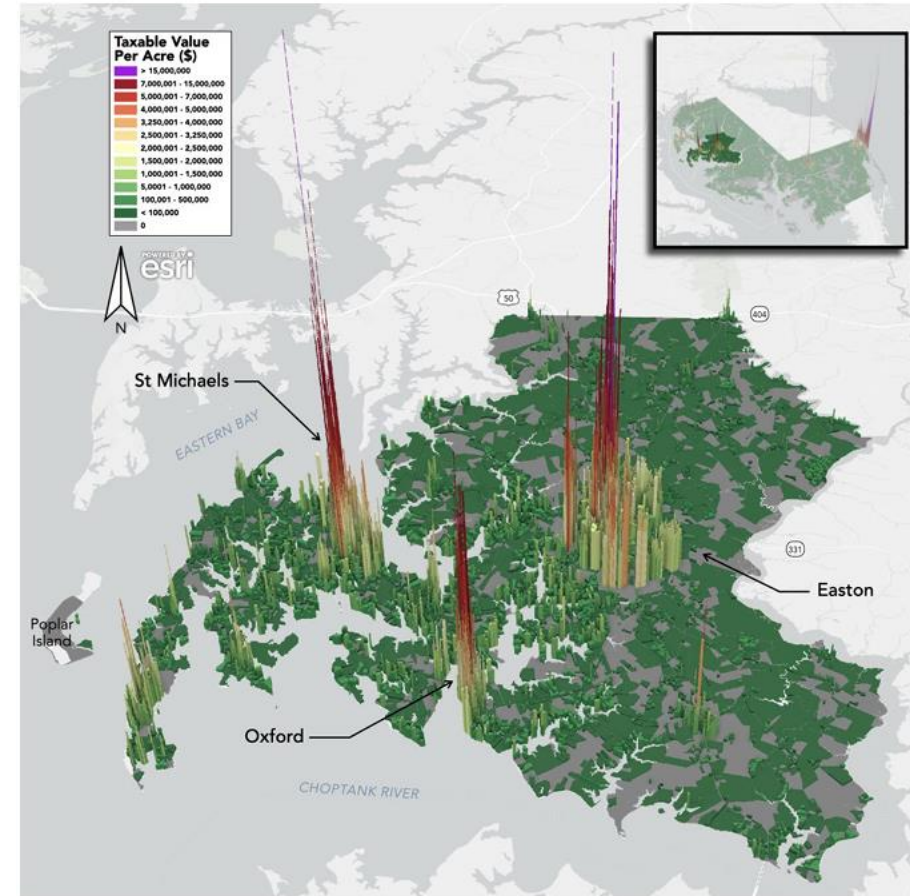 Taxable Value
Per Acre ($)
> 15,000,000
7,000,001 - 15,000,000
5,000,001 - 7,000,000
4,000,001 - 5,000,000
3,250,001 - 4,000,000
2,500,001 - 3,250,000
2,000,001 - 2,500,000
1,500,001 - 2,000,000
1,000,001 - 1,500,000
5,0001 - 1,000,000
100,001 - 500,000
< 100,000
0
POWERED BY
esri
N
50
404
St Michaels
EASTERN BAY
331
Easton
Poplar
Island
Oxford
CHOPTANK RIVER